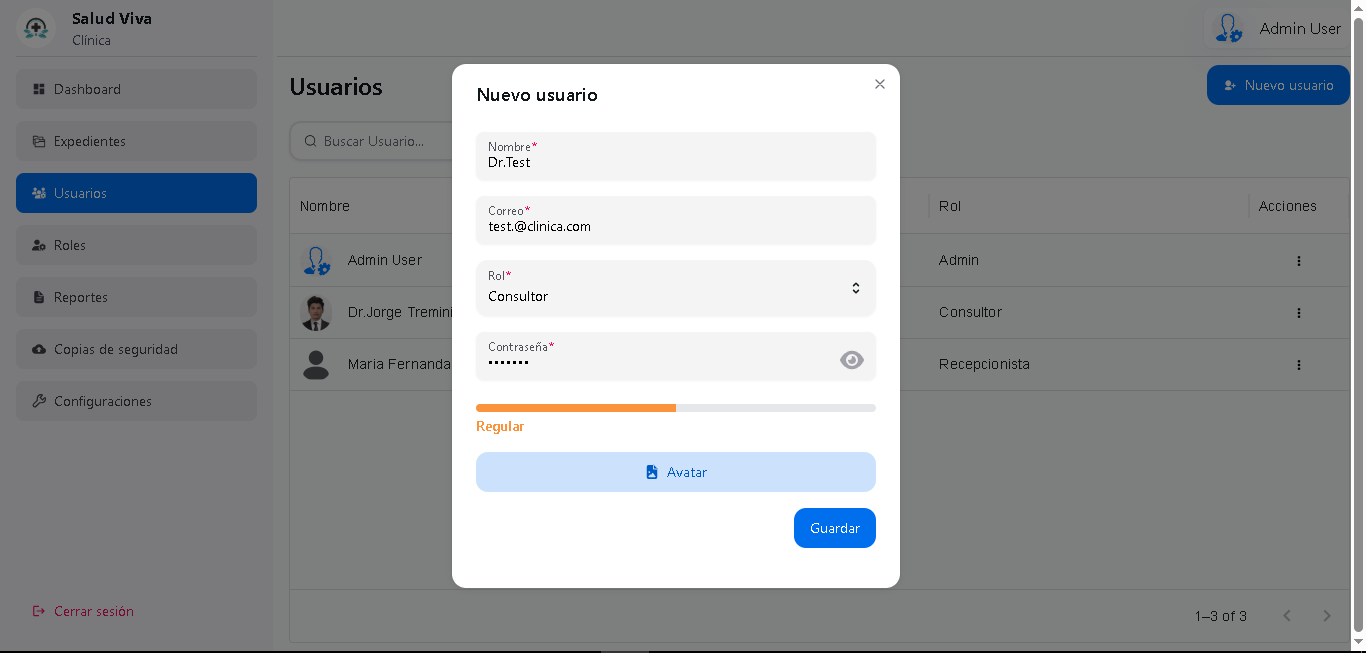 Salud Viva
Clínica
Admin User
Dashboard
Expedientes
Usuarios
Roles
Reportes
Copias de seguridad
Configuraciones
Cerrar sesión
Usuarios
Nuevo usuario
Buscar Usuario...
Nombre
Rol
Acciones
Admin User
Admin
Dr.Jorge Tremini
Consultor
Maria Fernanda
Recepcionista
1–3 of 3
Nuevo usuario
Nombre*
Dr.Test
Correo*
test.@clinica.com
Rol*
Consultor
Contraseña*
•••••••
Regular
Avatar
Guardar